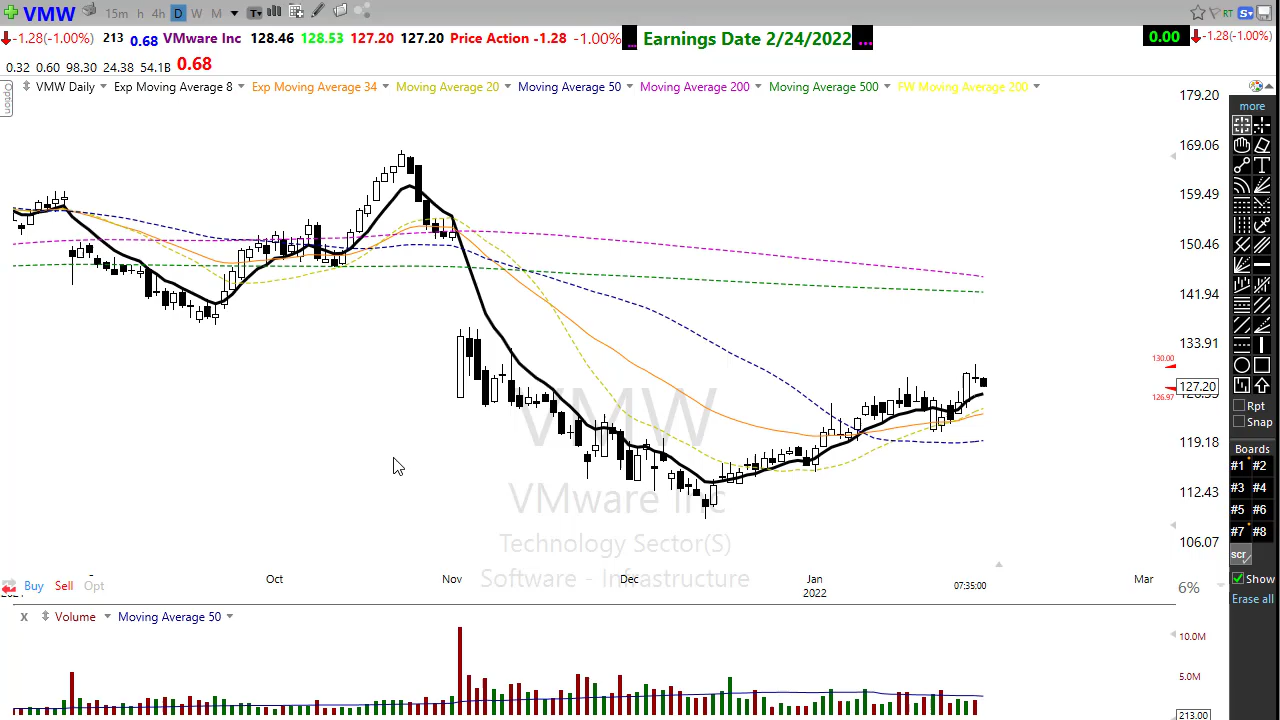 VMW 15m h 4h D W M T RT S
-1.28(-1.00%) 213 0.68 VMware Inc 128.46 128.53 127.20 127.20 Price Action -1.28 -1.00% ... Earnings Date 2/24/2022 ... 0.00 -1.28(-1.00%)
0.32 0.60 98.30 24.38 54.1B 0.68
Option
VMW Daily Exp Moving Average 8 Exp Moving Average 34 Moving Average 20 Moving Average 50 Moving Average 200 Moving Average 500 FW Moving Average 200
179.20
169.06
159.49
150.46
141.94
133.91
130.00
127.20
126.97
119.18
112.43
106.07
VMW
VMware Inc
Technology Sector(S)
Software - Infrastructure
Oct Nov Dec Jan Mar
2022 07:35:00
Buy Sell Opt 6%
X Volume Moving Average 50
10.0M
5.0M
213.00
more
T
Rpt
Snap
Boards
#1 #2
#3 #4
#5 #6
#7 #8
scr
Show
Erase all